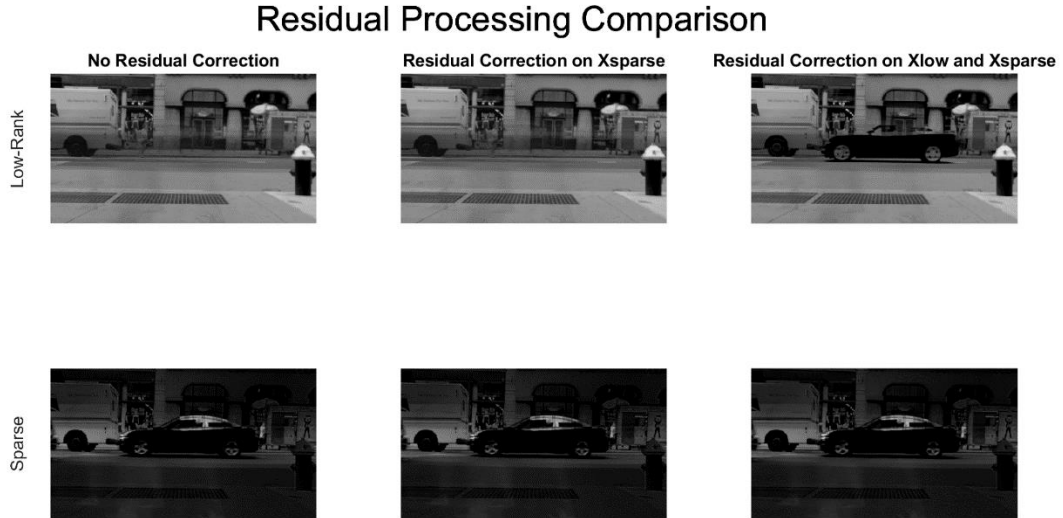 Residual Processing Comparison
No Residual Correction
Residual Correction on Xsparse
Residual Correction on Xlow and Xsparse
Low-Rank
Sparse